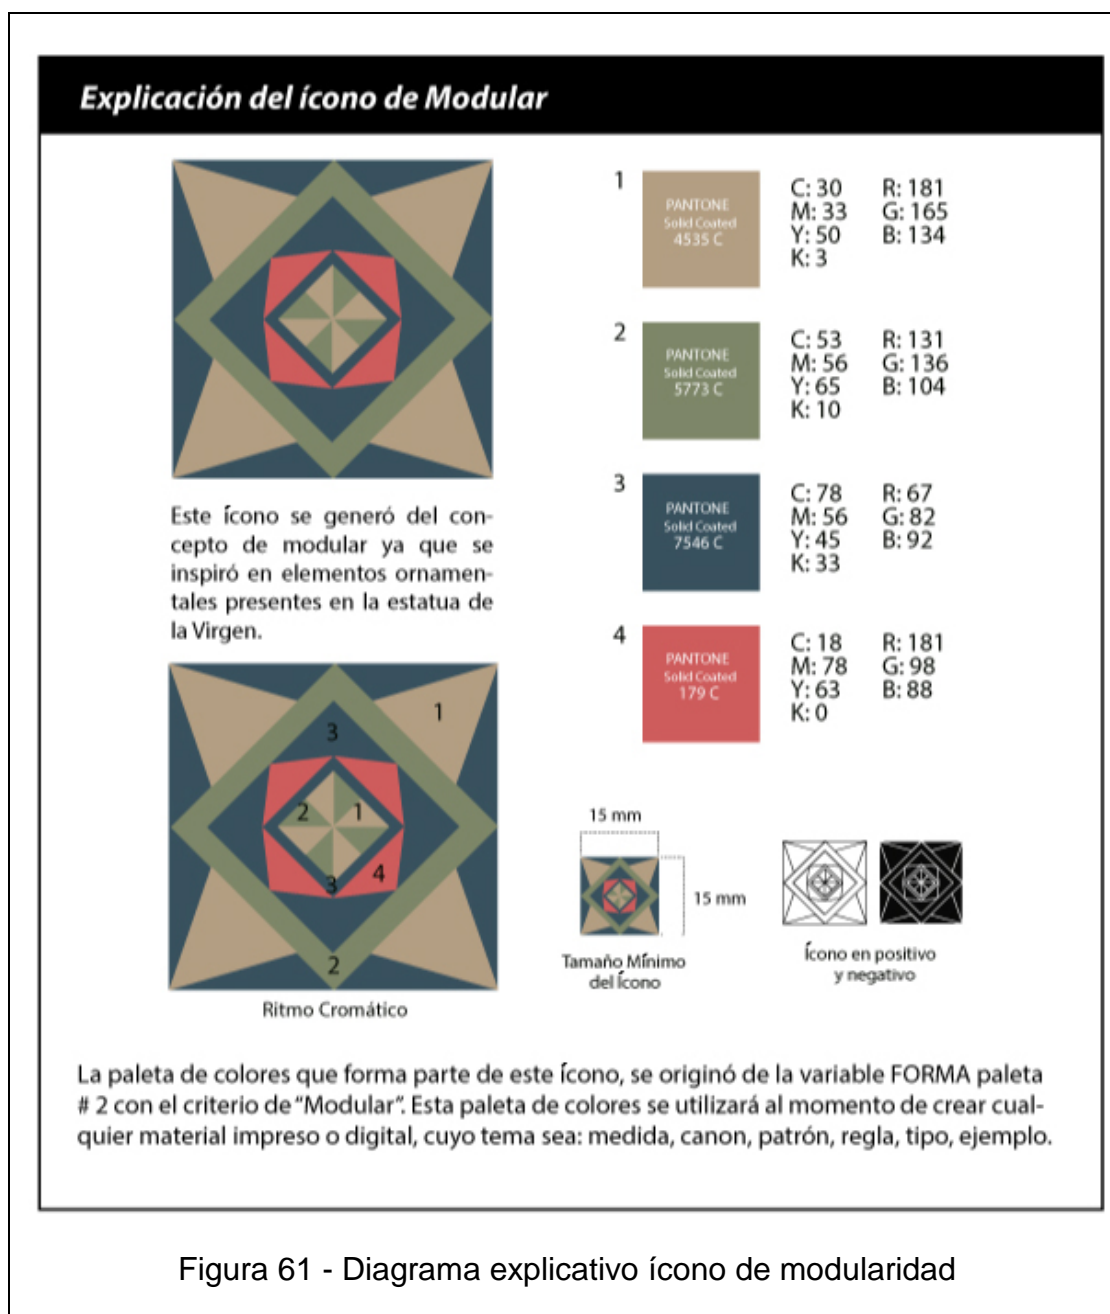 Explicación del ícono de Modular
Este ícono se generó del con-
cepto de modular ya que se
inspiró en elementos ornamen-
tales presentes en la estatua de
la Virgen.
1
3
2
1
4
3
2
Ritmo Cromático
1
PANTONE
Solid Coated
4535 C
C: 30 R: 181
M: 33 G: 165
Y: 50 B: 134
K: 3
2
PANTONE
Solid Coated
5773 C
C: 53 R: 131
M: 56 G: 136
Y: 65 B: 104
K: 10
3
PANTONE
Solid Coated
7546 C
C: 78 R: 67
M: 56 G: 82
Y: 45 B: 92
K: 33
4
PANTONE
Solid Coated
179 C
C: 18 R: 181
M: 78 G: 98
Y: 63 B: 88
K: 0
15 mm
15 mm
Tamaño Mínimo
del Ícono
Ícono en positivo
y negativo
La paleta de colores que forma parte de este Ícono, se originó de la variable FORMA paleta
# 2 con el criterio de “Modular”. Esta paleta de colores se utilizará al momento de crear cual-
quier material impreso o digital, cuyo tema sea: medida, canon, patrón, regla, tipo, ejemplo.
Figura 61 - Diagrama explicativo ícono de modularidad